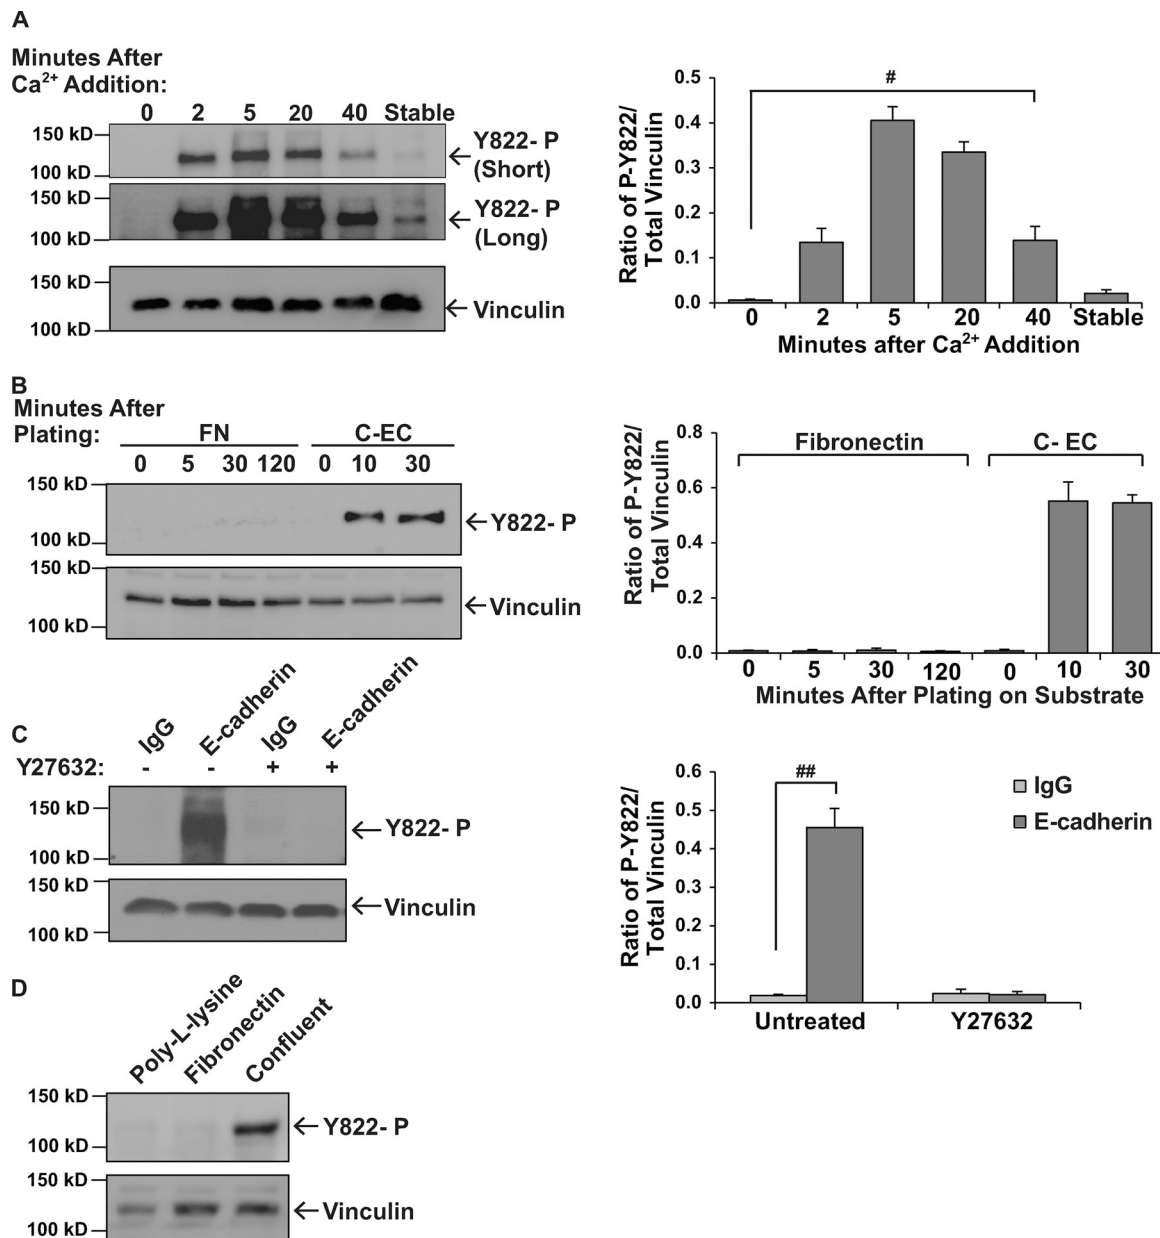 A
Minutes After
Ca2+ Addition:
0 2 5 20 40 Stable
150 kD
100 kD
Y822- P
(Short)
150 kD
100 kD
Y822- P
(Long)
150 kD
100 kD
Vinculin
Ratio of P-Y822/
Total Vinculin
0.5
0.4
0.3
0.2
0.1
0.0
#
0 2 5 20 40 Stable
Minutes after Ca2+ Addition
B
Minutes After
Plating:
FN C-EC
0 5 30 120 0 10 30
150 kD
100 kD
Y822- P
150 kD
100 kD
Vinculin
Ratio of P-Y822/
Total Vinculin
0.8
0.6
0.4
0.2
0.0
Fibronectin C- EC
0 5 30 120 0 10 30
Minutes After Plating on Substrate
C
IgG E-cadherin IgG E-cadherin
Y27632: - - + +
150 kD
100 kD
Y822- P
150 kD
100 kD
Vinculin
Ratio of P-Y822/
Total Vinculin
0.6
0.5
0.4
0.3
0.2
0.1
0.0
##
IgG
E-cadherin
Untreated Y27632
D
Poly-L-lysine Fibronectin Confluent
150 kD
100 kD
Y822- P
150 kD
100 kD
Vinculin